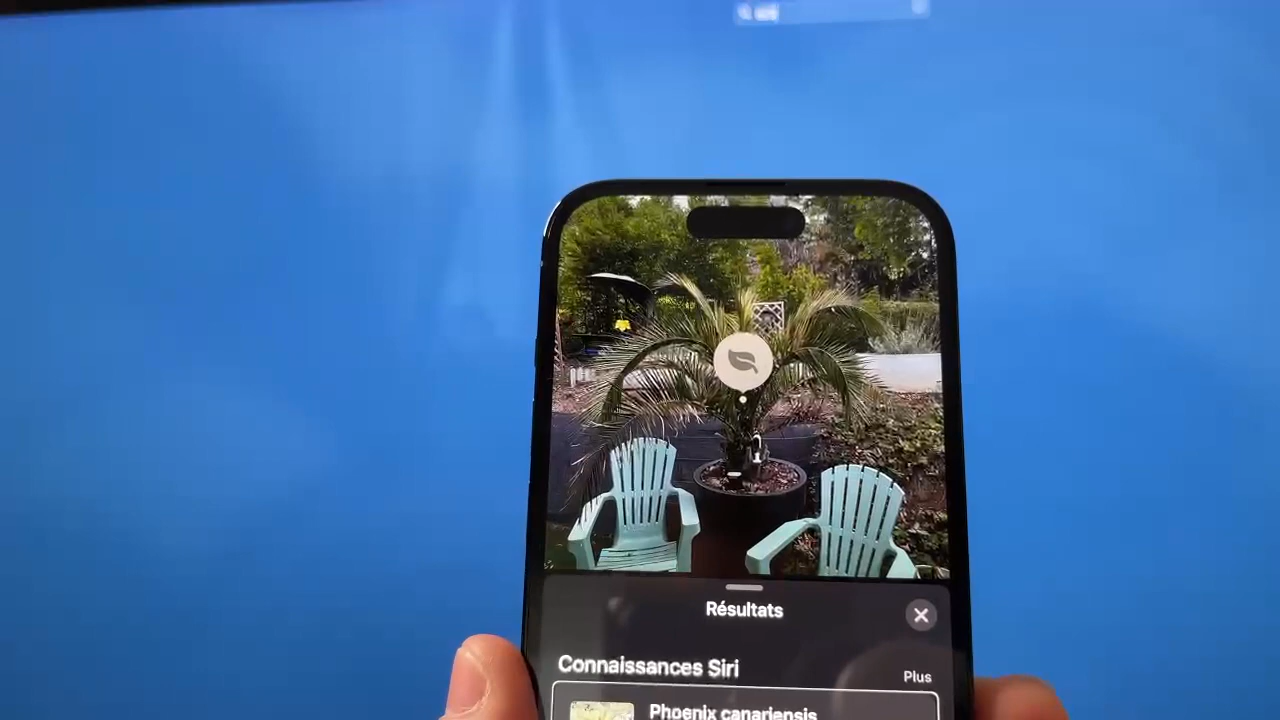 Résultats
Connaissances Siri
Plus
Phoenix canariensis